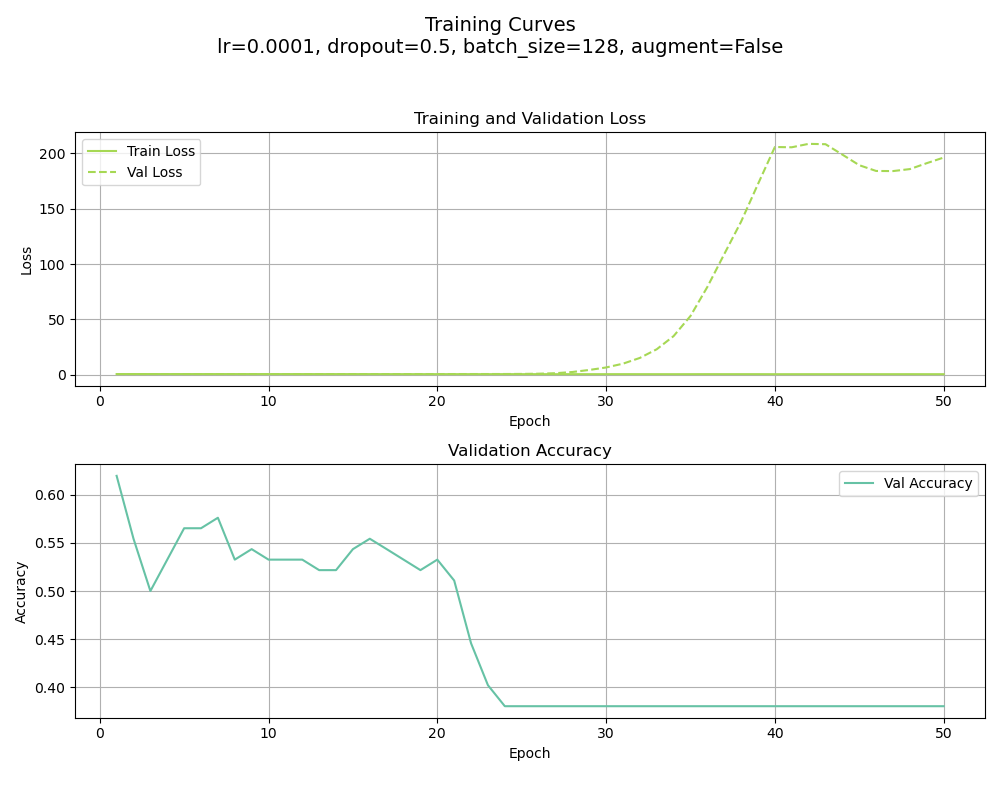 Training Curves
lr=0.0001, dropout=0.5, batch_size=128, augment=False
Training and Validation Loss
Train Loss
Val Loss
200
150
100
50
0
Loss
0 10 20 30 40 50
Epoch
Validation Accuracy
Val Accuracy
0.60
0.55
0.50
0.45
0.40
Accuracy
0 10 20 30 40 50
Epoch